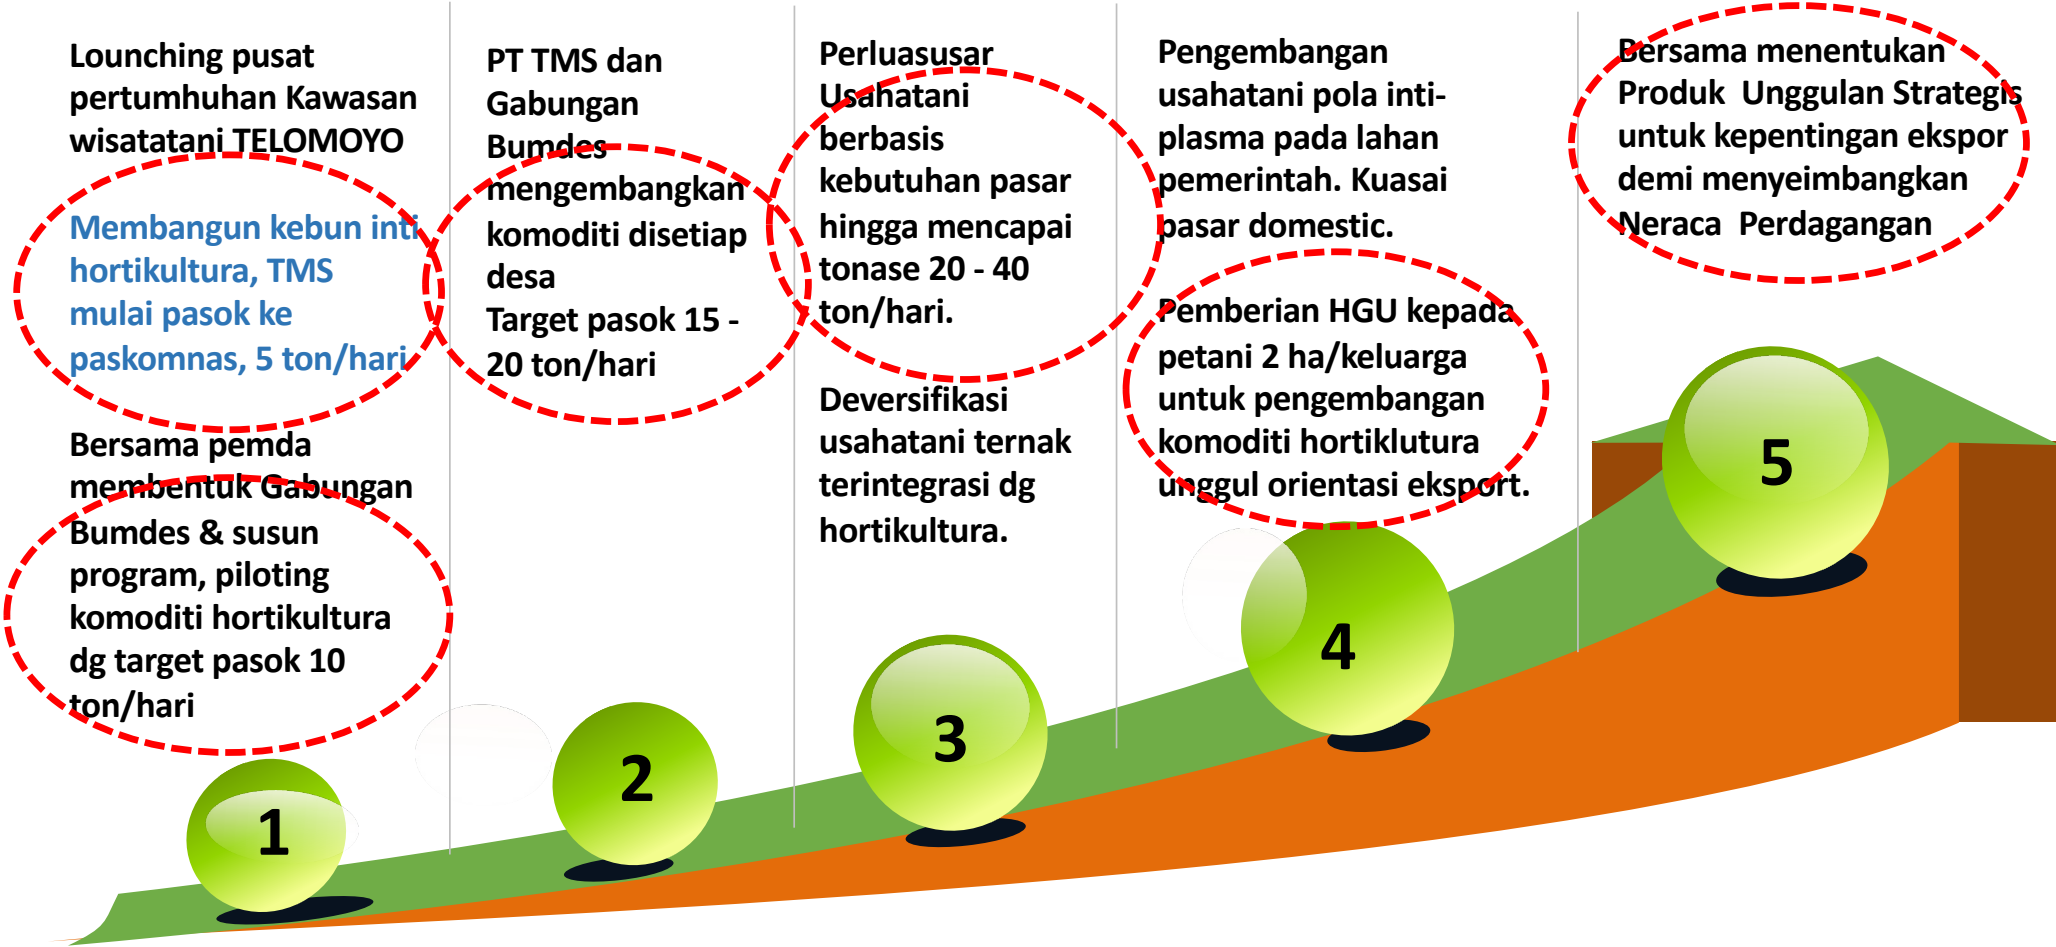 Lounching pusat
pertumhuhan Kawasan
wisatatani TELOMOYO
Membangun kebun inti
hortikultura, TMS
mulai pasok ke
paskomnas, 5 ton/hari
Bersama pemda
membentuk Gabungan
Bumdes & susun
program, piloting
komoditi hortikultura
dg target pasok 10
ton/hari
PT TMS dan
Gabungan
Bumdes
mengembangkan
komoditi disetiap
desa
Target pasok 15 -
20 ton/hari
Perluasusar
Usahatani
berbasis
kebutuhan pasar
hingga mencapai
tonase 20 - 40
ton/hari.
Deversifikasi
usahatani ternak
terintegrasi dg
hortikultura.
Pengembangan
usahatani pola inti-
plasma pada lahan
pemerintah. Kuasai
pasar domestic.
Pemberian HGU kepada
petani 2 ha/keluarga
untuk pengembangan
komoditi hortiklutura
unggul orientasi eksport.
Bersama menentukan
Produk  Unggulan Strategis
untuk kepentingan ekspor
demi menyeimbangkan
Neraca  Perdagangan
1
2
3
4
5